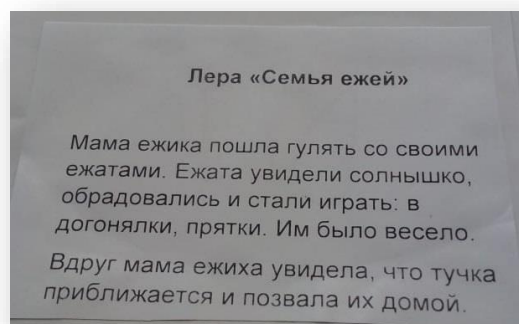 Лера «Семья ежей»
Мама ежика пошла гулять со своими
ежатами. Ежата увидели солнышко,
обрадовались и стали играть: в
догонялки, прятки. Им было весело.
Вдруг мама ежиха увидела, что тучка
приближается и позвала их домой.